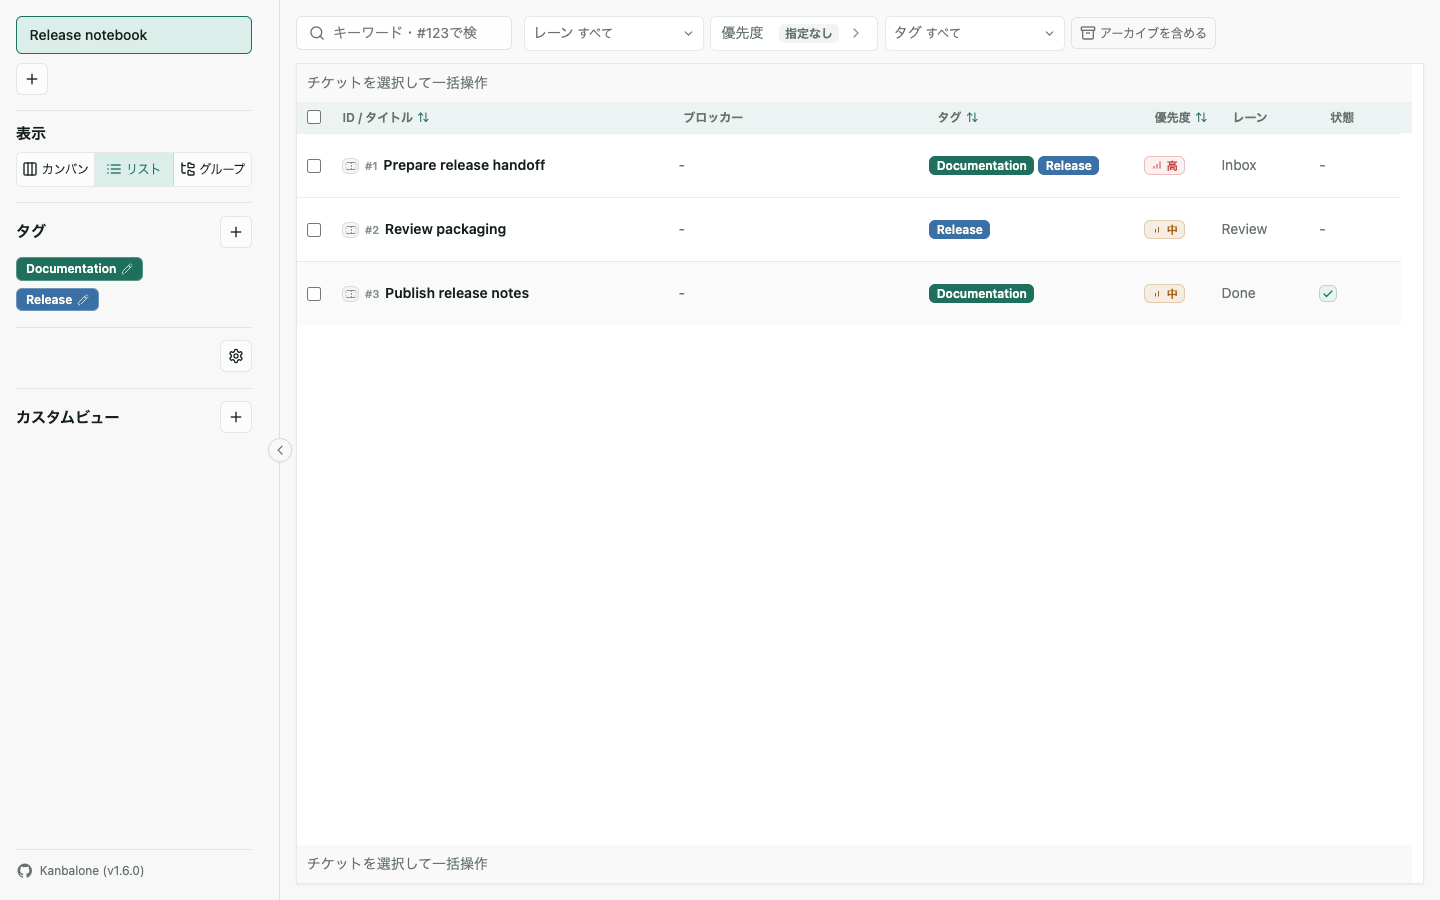 Release notebook
表示
カンバン リスト グループ
タグ
Documentation
Release
カスタムビュー
Kanbalone (v1.6.0)
キーワード・#123で検 レーン すべて 優先度 指定なし タグ すべて アーカイブを含める
チケットを選択して一括操作
ID / タイトル ブロッカー タグ 優先度 レーン 状態
#1 Prepare release handoff - Documentation Release 高 Inbox -
#2 Review packaging - Release 中 Review -
#3 Publish release notes - Documentation 中 Done
チケットを選択して一括操作